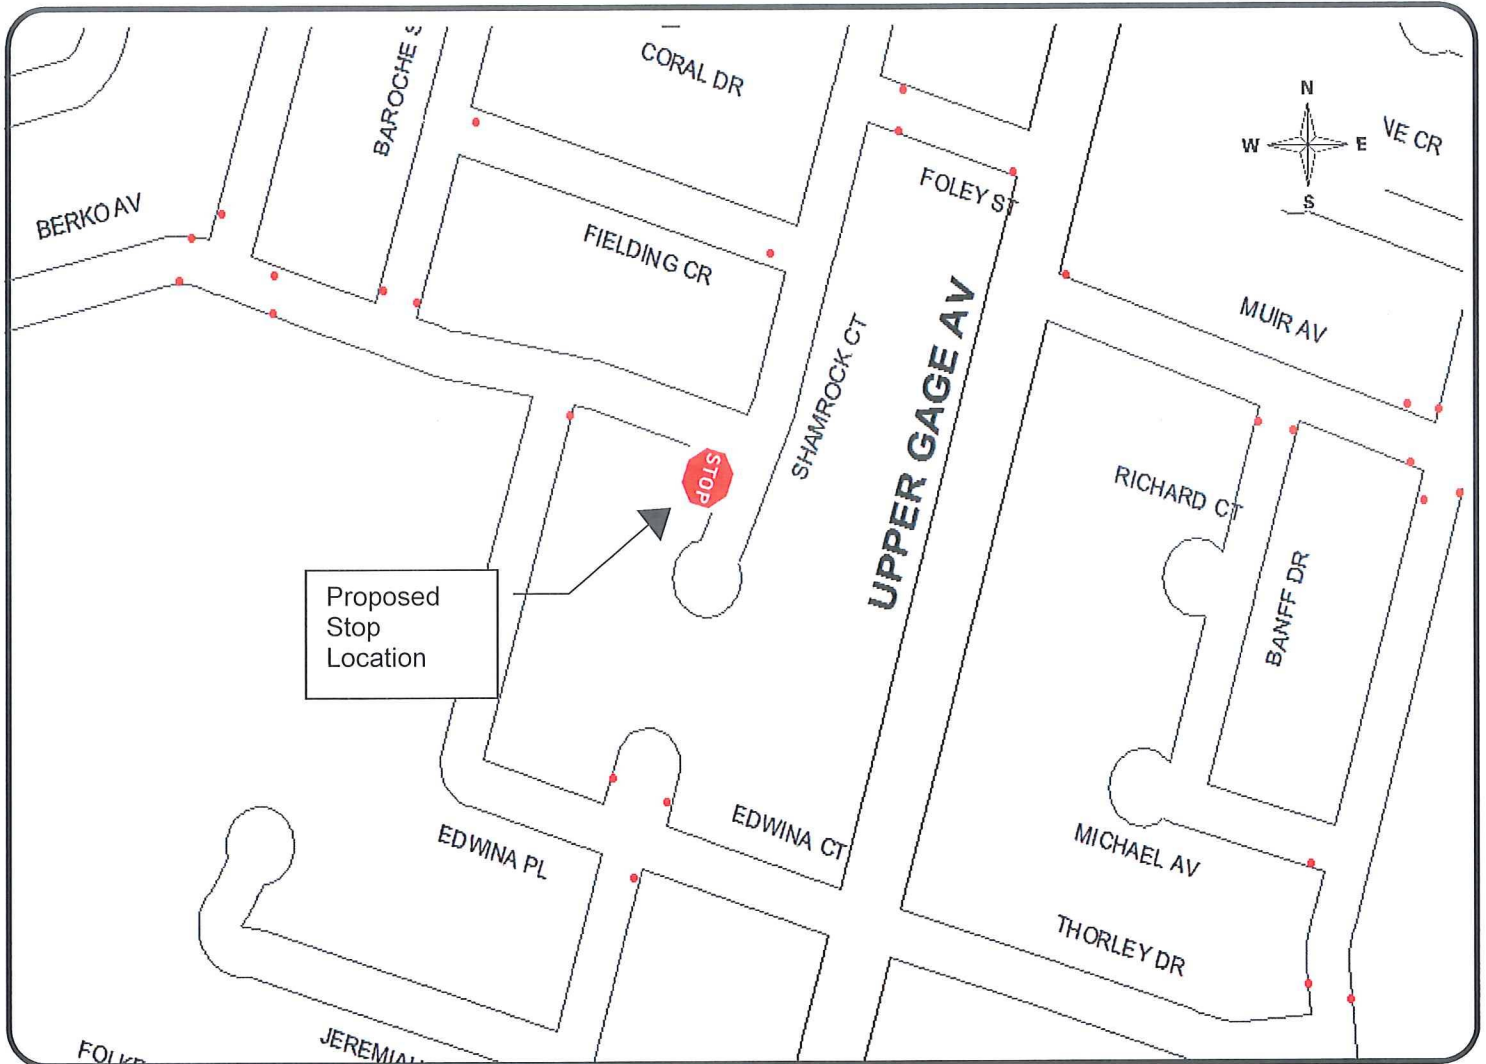 CORAL DR
BAROCHE
N
W
E
S
VE CR
BERKO AV
FOLEY ST
FIELDING CR
MUIR AV
SHAMROCK CT
UPPER GAGE AV
STOP
RICHARD CT
Proposed
Stop
Location
BANFF DR
EDWINA CT
EDWINA PL
MICHAEL AV
THORLEY DR